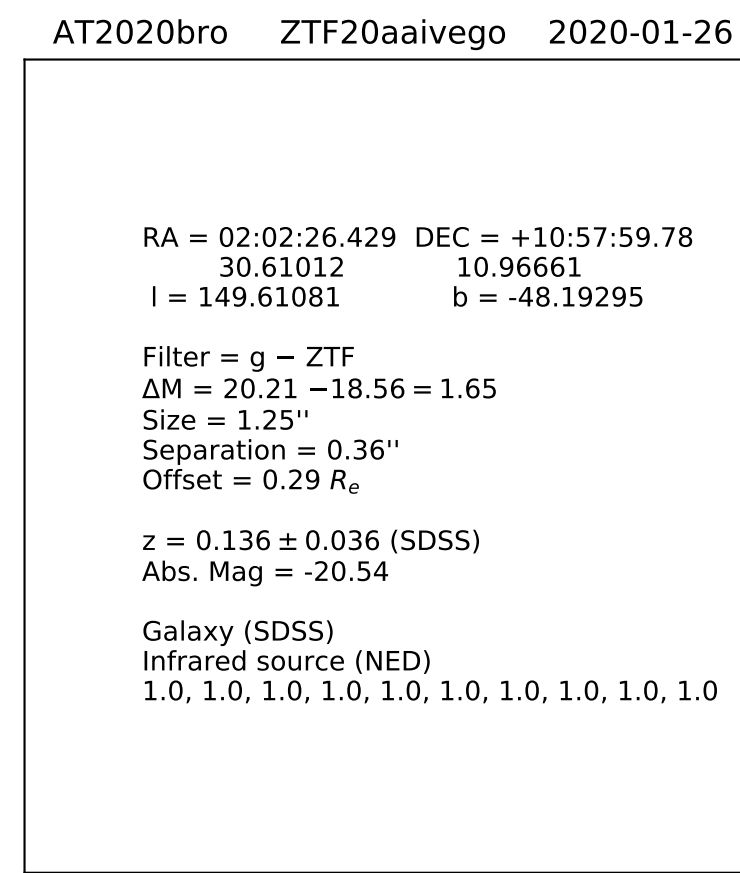 AT2020bro ZTF20aaivego 2020-01-26
RA = 02:02:26.429 DEC = +10:57:59.78
30.61012 10.96661
l = 149.61081 b = -48.19295
Filter = g − ZTF
ΔM = 20.21 −18.56 = 1.65
Size = 1.25''
Separation = 0.36''
Offset = 0.29 Re
z = 0.136 ± 0.036 (SDSS)
Abs. Mag = -20.54
Galaxy (SDSS)
Infrared source (NED)
1.0, 1.0, 1.0, 1.0, 1.0, 1.0, 1.0, 1.0, 1.0, 1.0